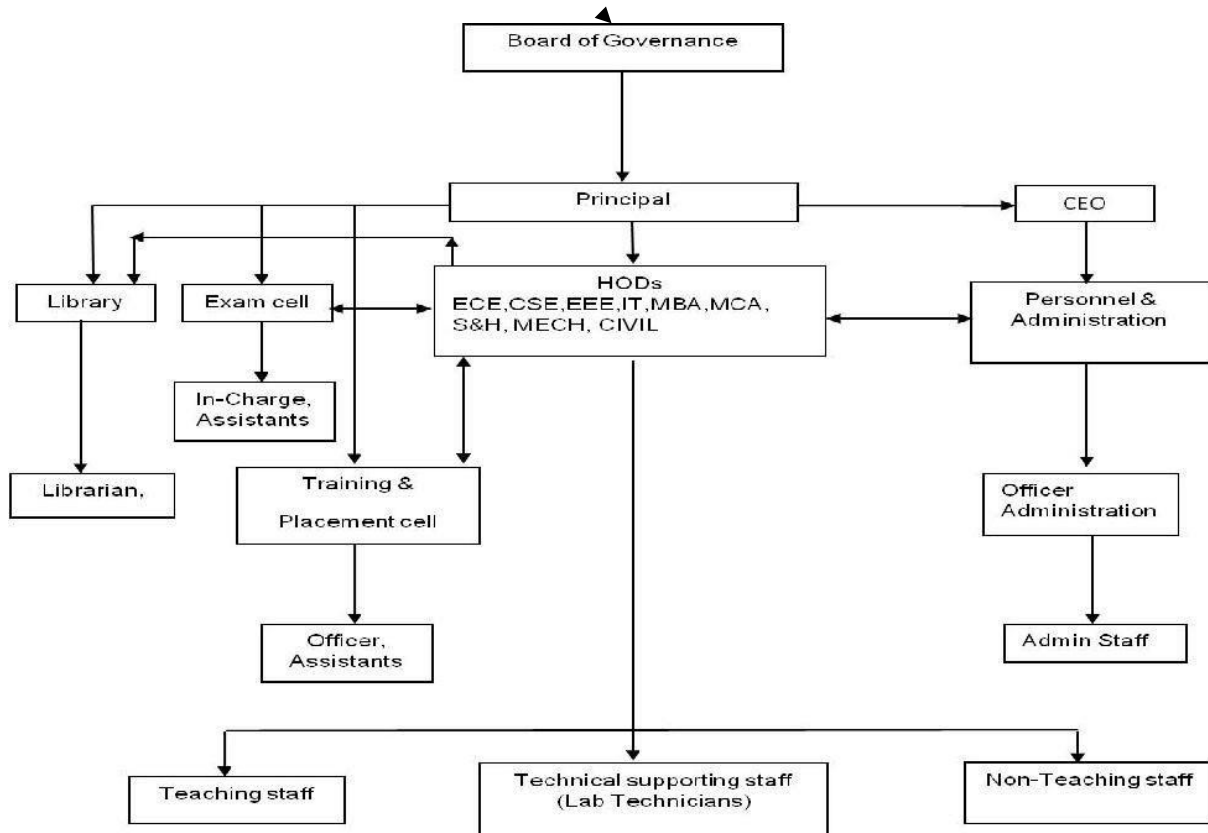 Board of Governance
Principal
CEO
Library
Exam cell
HODs
ECE,CSE,EEE,IT,MBA,MCA,
S&H, MECH, CIVIL
Personnel &
Administration
In-Charge,
Assistants
Librarian,
Training &
Placement cell
Officer
Administration
Officer,
Assistants
Admin Staff
Teaching staff
Technical supporting staff
(Lab Technicians)
Non-Teaching staff